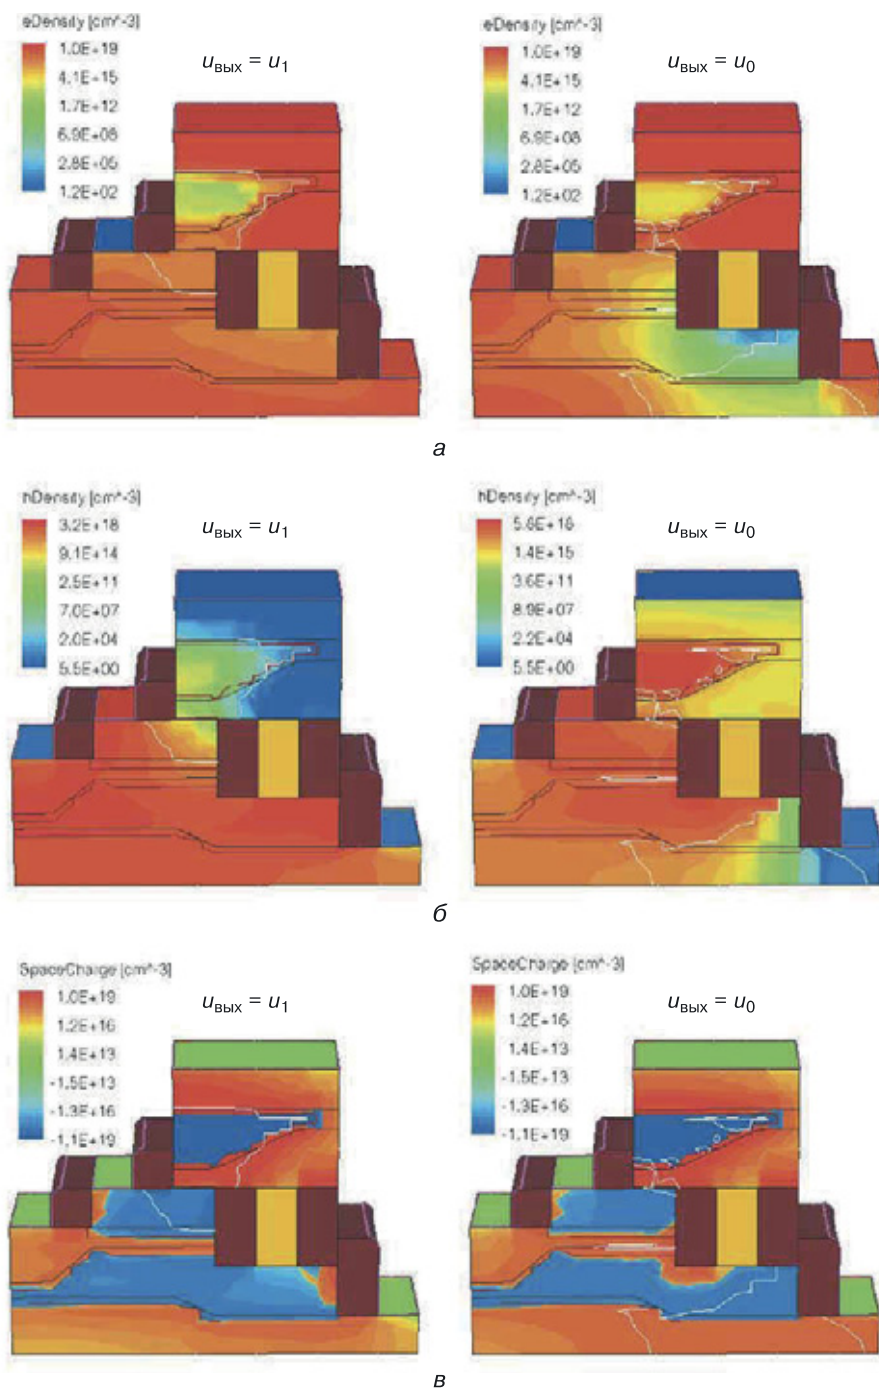 eDensity [cm^-3]
1.0E+19
4.1E+15
1.7E+12
6.9E+08
2.8E+05
1.2E+02
uвых = u1
eDensity [cm^-3]
1.0E+19
4.1E+15
1.7E+12
6.9E+08
2.8E+05
1.2E+02
uвых = u0
а
hDensity [cm^-3]
3.2E+18
9.1E+14
2.5E+11
7.0E+07
2.0E+04
5.5E+00
uвых = u1
hDensity [cm^-3]
5.6E+18
1.4E+15
3.6E+11
8.9E+07
2.2E+04
5.5E+00
uвых = u0
б
SpaceCharge [cm^-3]
1.0E+19
1.2E+16
1.4E+13
-1.5E+13
-1.3E+16
-1.1E+19
uвых = u1
SpaceCharge [cm^-3]
1.0E+19
1.2E+16
1.4E+13
-1.5E+13
-1.3E+16
-1.1E+19
uвых = u0
в